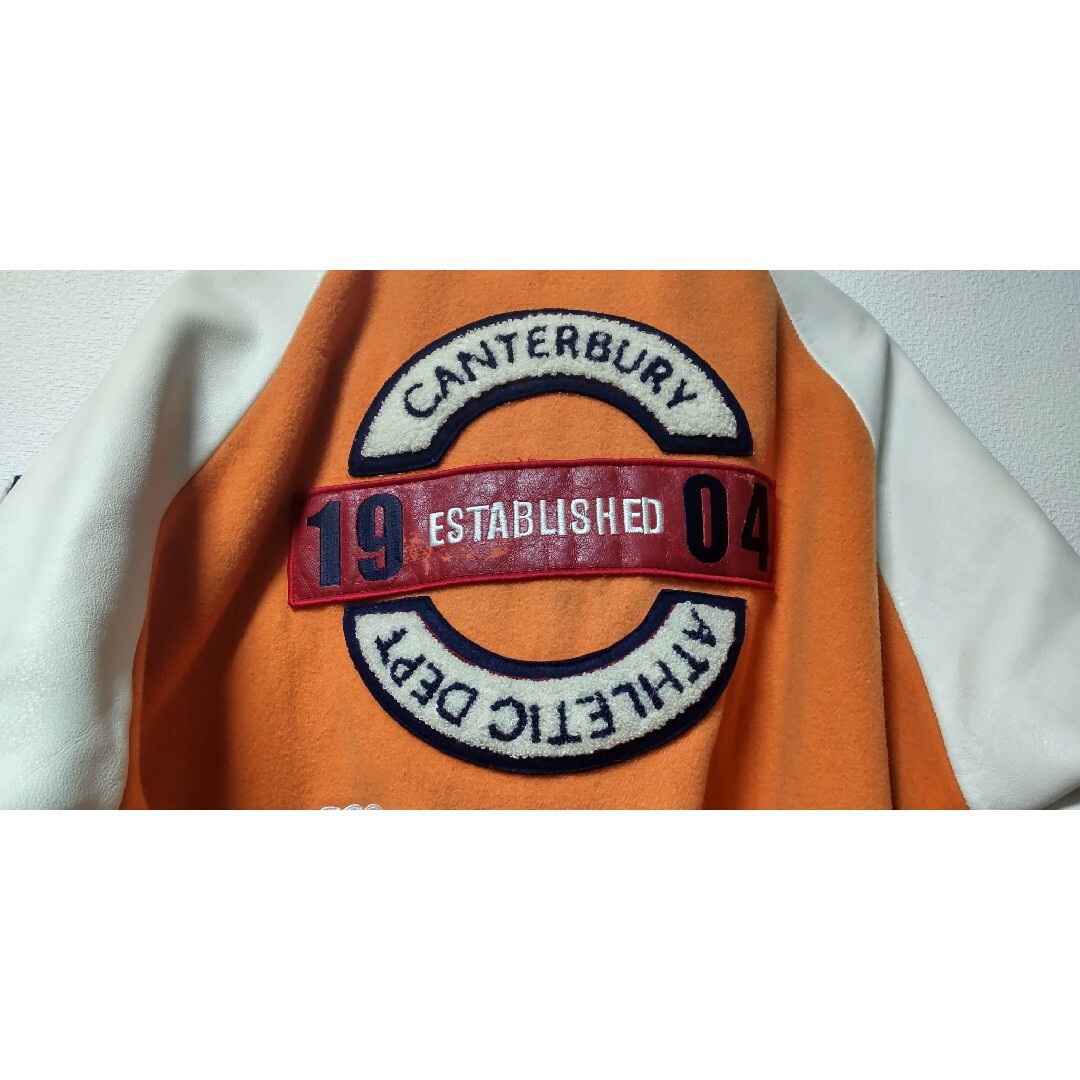 CANTERBURY
19 ESTABLISHED 04
ATHLETIC DEPT